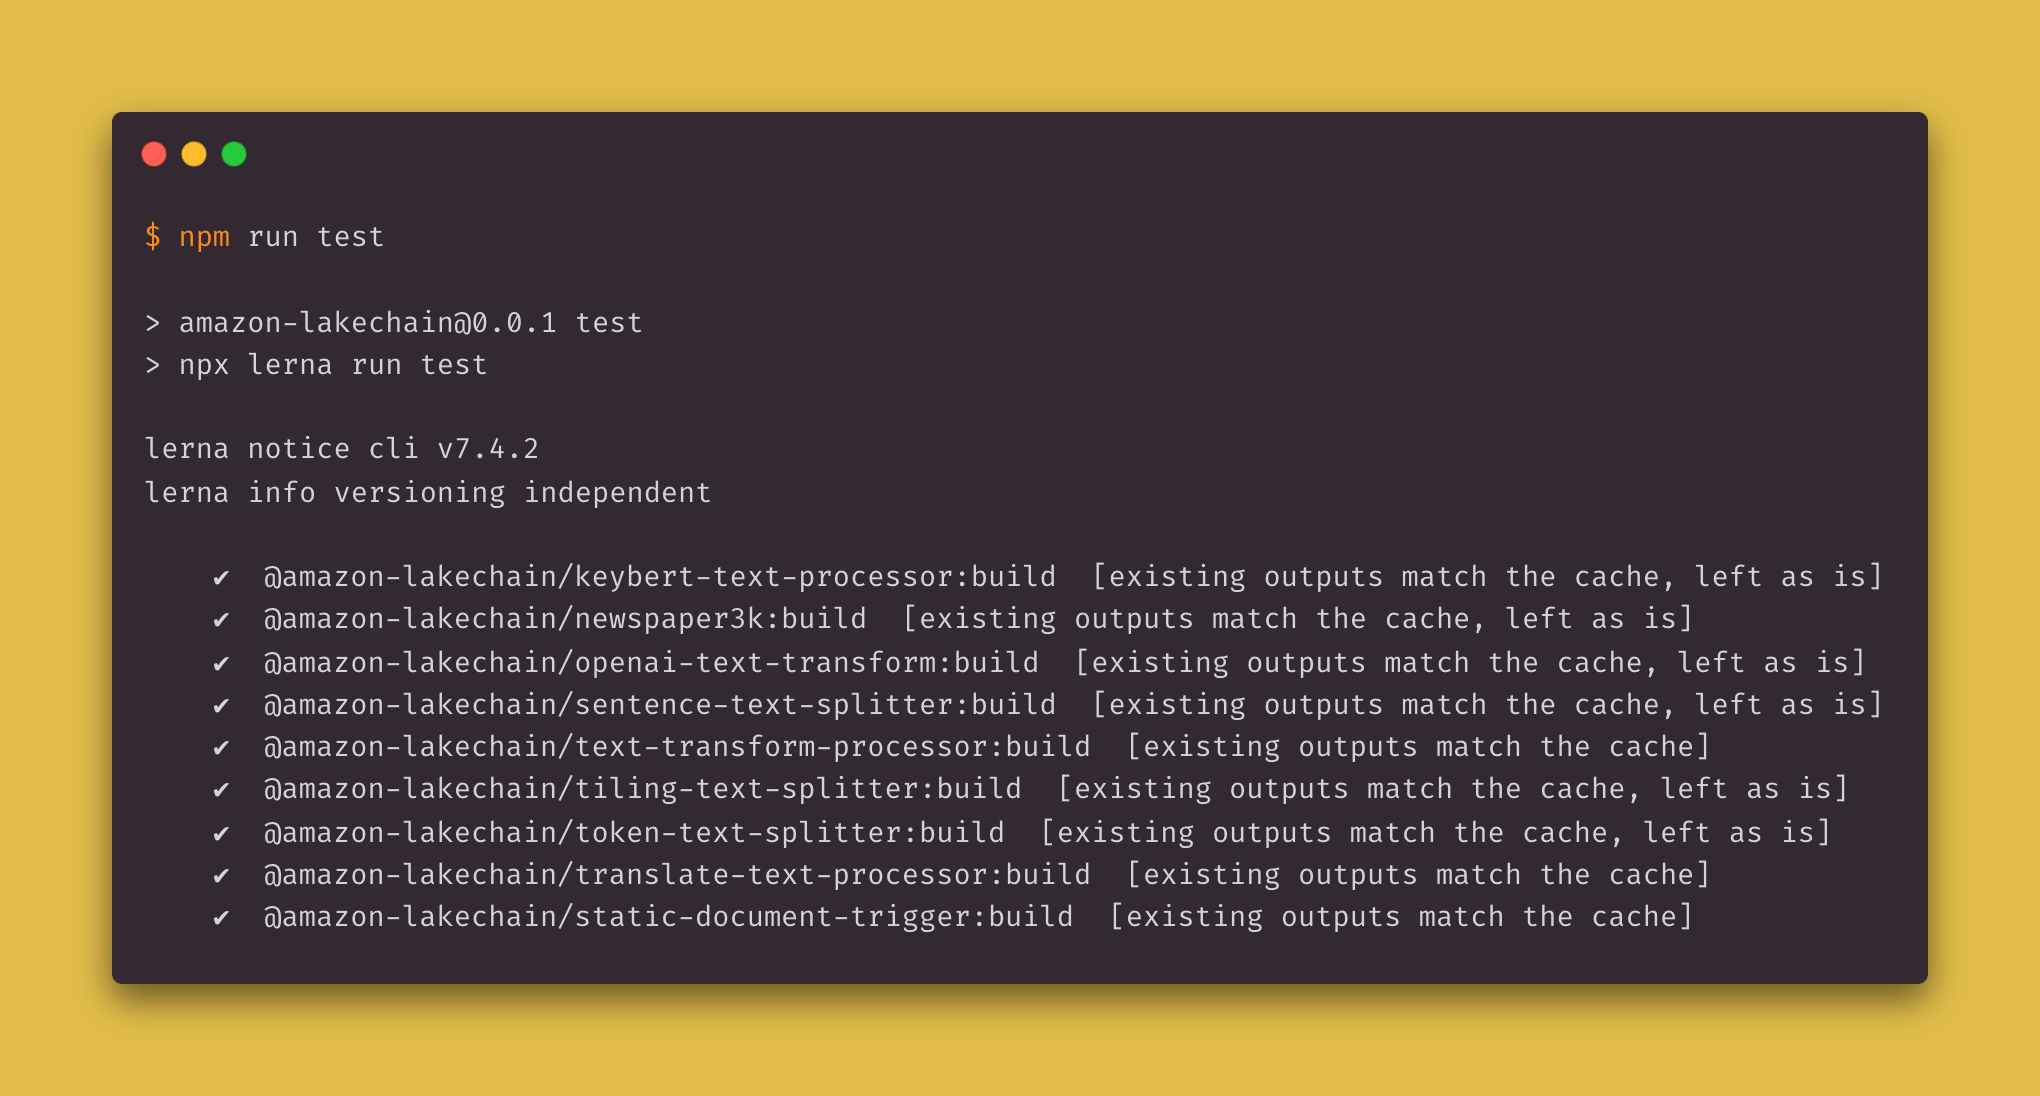 $ npm run test
> amazon-lakechain@0.0.1 test
> npx lerna run test
lerna notice cli v7.4.2
lerna info versioning independent
✔ @amazon-lakechain/keybert-text-processor:build [existing outputs match the cache, left as is]
✔ @amazon-lakechain/newspaper3k:build [existing outputs match the cache, left as is]
✔ @amazon-lakechain/openai-text-transform:build [existing outputs match the cache, left as is]
✔ @amazon-lakechain/sentence-text-splitter:build [existing outputs match the cache, left as is]
✔ @amazon-lakechain/text-transform-processor:build [existing outputs match the cache]
✔ @amazon-lakechain/tiling-text-splitter:build [existing outputs match the cache, left as is]
✔ @amazon-lakechain/token-text-splitter:build [existing outputs match the cache, left as is]
✔ @amazon-lakechain/translate-text-processor:build [existing outputs match the cache]
✔ @amazon-lakechain/static-document-trigger:build [existing outputs match the cache]